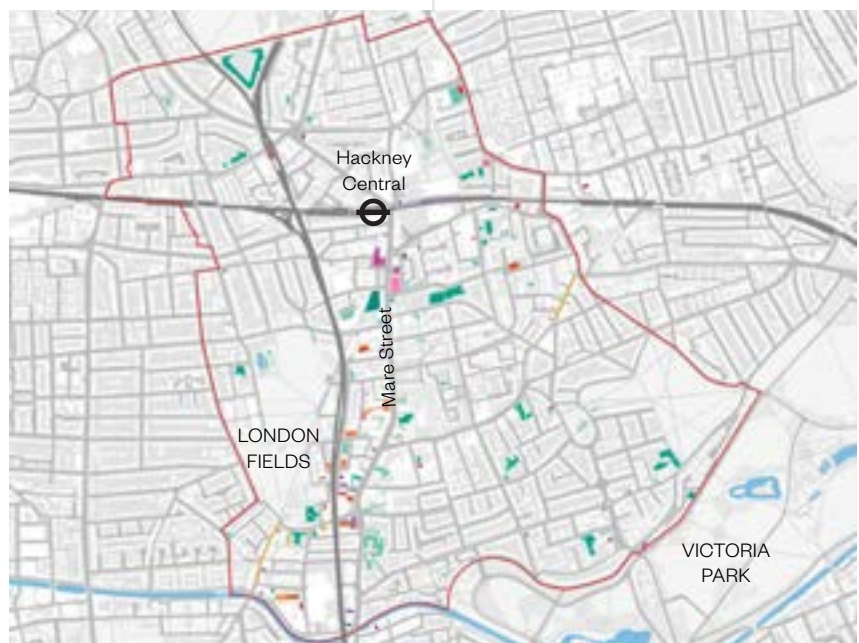 Hackney
Central
Mare Street
LONDON
FIELDS
VICTORIA
PARK